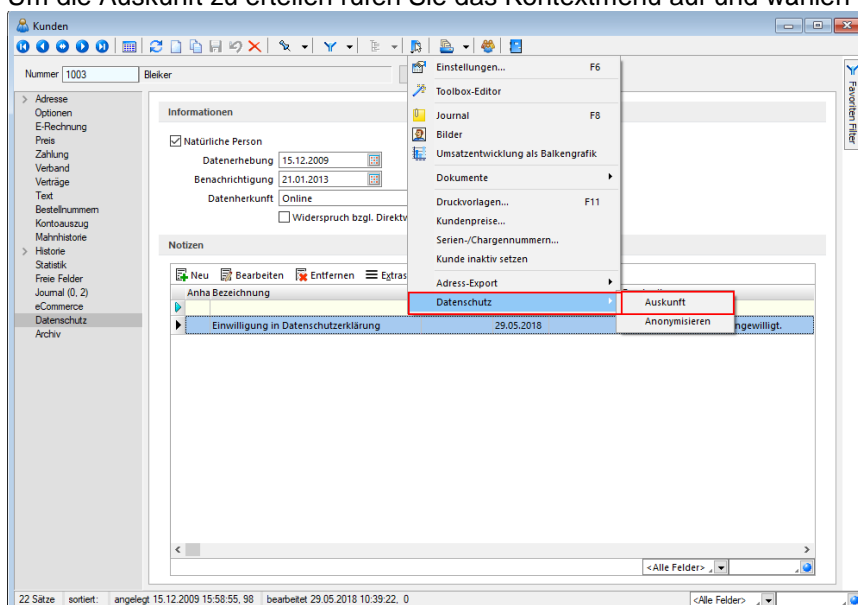 Um die Auskunft zu erteilen rufen Sie das Kontextmenü auf und wählen
Kunden
Nummer 1003 Bleiker
Einstellungen... F6
Toolbox-Editor
Journal F8
Bilder
Umsatzentwicklung als Balkengrafik
Dokumente
Druckvorlagen... F11
Kundenpreise...
Serien-/Chargennummern...
Kunde inaktiv setzen
Adress-Export
Datenschutz
Auskunft
Anonymisieren
Adresse
Optionen
E-Rechnung
Preis
Zahlung
Verband
Verträge
Text
Bestellnummern
Kontoauszug
Mahnhistorie
Historie
Statistik
Freie Felder
Journal (0, 2)
eCommerce
Datenschutz
Archiv
Informationen
Natürliche Person
Datenerhebung 15.12.2009
Benachrichtigung 21.01.2013
Datenherkunft Online
Widerspruch bzgl.
Notizen
Neu Bearbeiten Entfernen
Anha Bezeichnung
Einwilligung in Datenschutzerklärung 29.05.2018 ngewilligt.
<Alle Felder>
Favoriten Filter
22 Sätze sortiert: angelegt 15.12.2009 15:58:55, 98 bearbeitet 29.05.2018 10:39:22, 0 <Alle Felder>